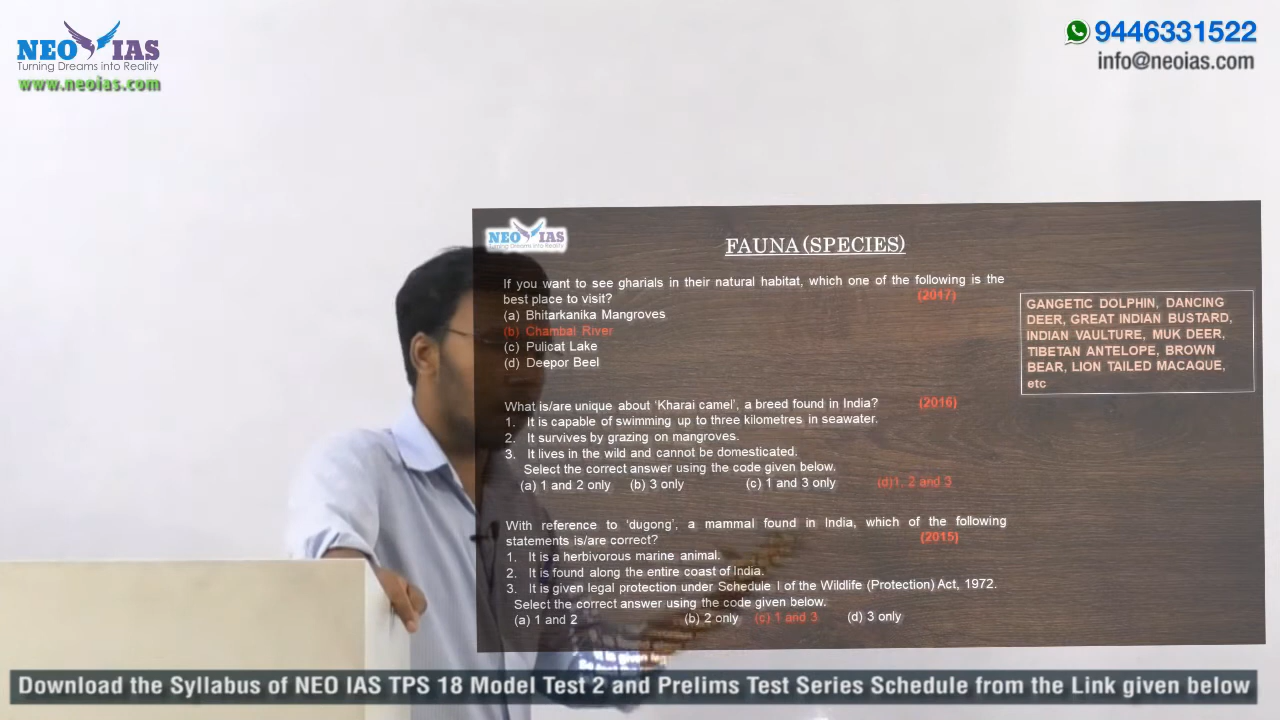 NEO IAS
Turning Dreams into Reality
www.neoias.com
9446331522
info@neoias.com
NEO IAS
Turning Dreams into Reality
FAUNA (SPECIES)
If you want to see gharials in their natural habitat, which one of the following is the
best place to visit? (2017)
(a) Bhitarkanika Mangroves
(b) Chambal River
(c) Pulicat Lake
(d) Deepor Beel
What is/are unique about ‘Kharai camel’, a breed found in India? (2016)
1. It is capable of swimming up to three kilometres in seawater.
2. It survives by grazing on mangroves.
3. It lives in the wild and cannot be domesticated.
Select the correct answer using the code given below.
(a) 1 and 2 only (b) 3 only (c) 1 and 3 only (d)1, 2 and 3
With reference to ‘dugong’, a mammal found in India, which of the following
statements is/are correct? (2015)
1. It is a herbivorous marine animal.
2. It is found along the entire coast of India.
3. It is given legal protection under Schedule I of the Wildlife (Protection) Act, 1972.
Select the correct answer using the code given below.
(a) 1 and 2 (b) 2 only (c) 1 and 3 (d) 3 only
GANGETIC DOLPHIN, DANCING
DEER, GREAT INDIAN BUSTARD,
INDIAN VAULTURE, MUK DEER,
TIBETAN ANTELOPE, BROWN
BEAR, LION TAILED MACAQUE,
etc
Download the Syllabus of NEO IAS TPS 18 Model Test 2 and Prelims Test Series Schedule from the Link given below